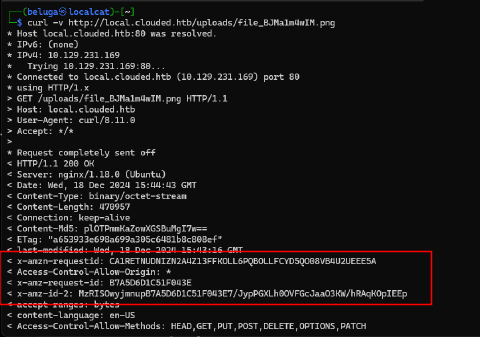 ┌──(beluga㉿localcat)-[~]
└─$ curl -v http://local.clouded.htb/uploads/file_BJMa1m4wIM.png
* Host local.clouded.htb:80 was resolved.
* IPv6: (none)
* IPv4: 10.129.231.169
*   Trying 10.129.231.169:80...
* Connected to local.clouded.htb (10.129.231.169) port 80
* using HTTP/1.x
> GET /uploads/file_BJMa1m4wIM.png HTTP/1.1
> Host: local.clouded.htb
> User-Agent: curl/8.11.0
> Accept: */*
>
* Request completely sent off
< HTTP/1.1 200 OK
< Server: nginx/1.18.0 (Ubuntu)
< Date: Wed, 18 Dec 2024 15:44:43 GMT
< Content-Type: binary/octet-stream
< Content-Length: 470957
< Connection: keep-alive
< Content-Md5: plOTPmmKaZowXGSBuMgI7w==
< ETag: "a653933e698a699a305c6481b8c808ef"
< last-modified: Wed, 18 Dec 2024 15:43:16 GMT
< x-amzn-requestid: CA1RETNUDNIZN2A4Z13FFKOLL6PQBOLLFCYD5QO08VB4U2UEEE5A
< Access-Control-Allow-Origin: *
< x-amz-request-id: B7A5D6D1C51F043E
< x-amz-id-2: MzRISOwyjmnupB7A5D6D1C51F043E7/JypPGXLh0OVFGcJaaO3KW/hRAqKOpIEEp
< accept-ranges: bytes
< content-language: en-US
< Access-Control-Allow-Methods: HEAD,GET,PUT,POST,DELETE,OPTIONS,PATCH